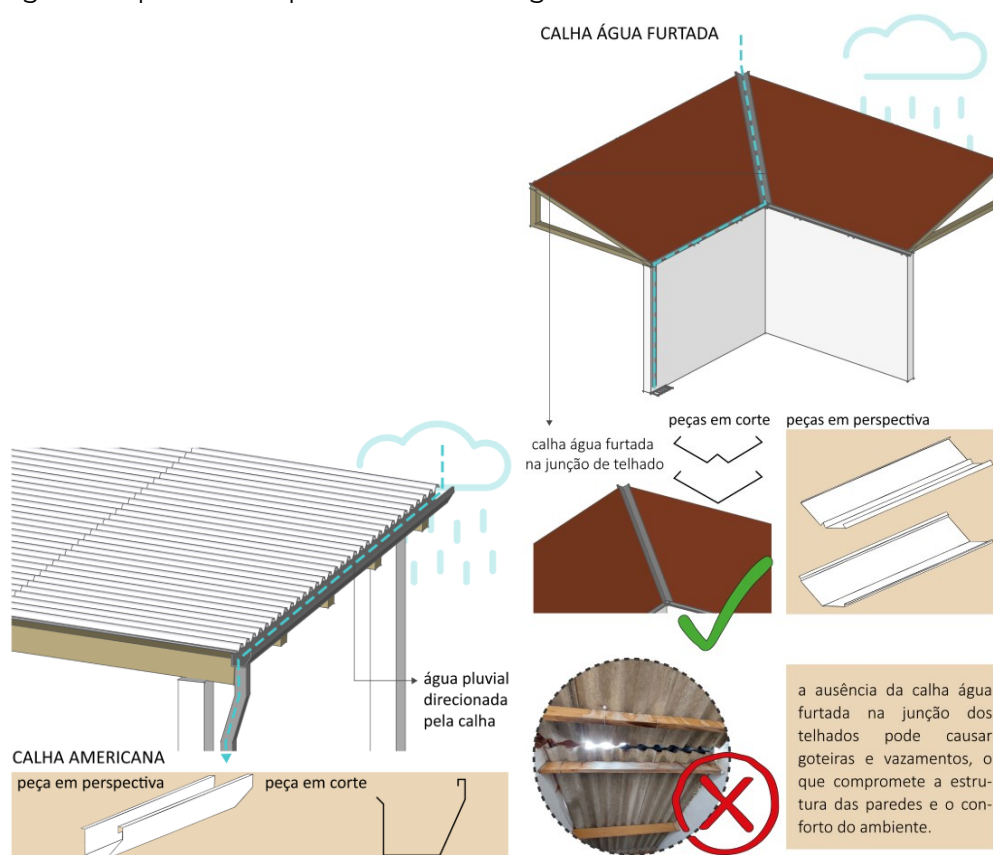 CALHA ÁGUA FURTADA
peças em corte
peças em perspectiva
calha água furtada
na junção de telhado
água pluvial
direcionada
pela calha
CALHA AMERICANA
peça em perspectiva
peça em corte
a ausência da calha água
furtada na junção dos
telhados pode causar
goteiras e vazamentos, o
que compromete a estru-
tura das paredes e o con-
forto do ambiente.